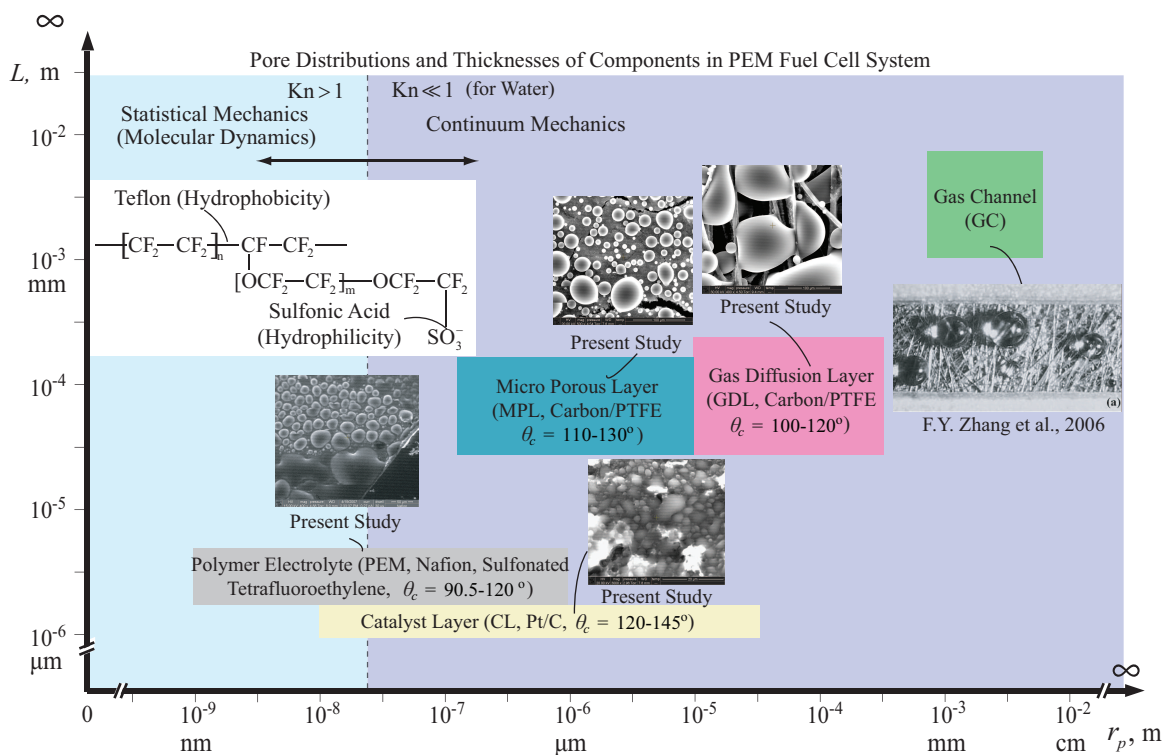 ∞
Pore Distributions and Thicknesses of Components in PEM Fuel Cell System
L, m
Kn > 1
Kn ≪ 1 (for Water)
Statistical Mechanics
(Molecular Dynamics)
Continuum Mechanics
10⁻²
Teflon (Hydrophobicity)
[CF₂ — CF₂]ₙ CF — CF₂
[OCF₂ — CF₂]ₘ — OCF₂ — CF₂
Sulfonic Acid
(Hydrophilicity)
SO₃⁻
Gas Channel
(GC)
10⁻³
mm
Present Study
Present Study
(a)
F.Y. Zhang et al., 2006
10⁻⁴
Micro Porous Layer
(MPL, Carbon/PTFE
θc = 110-130º)
Gas Diffusion Layer
(GDL, Carbon/PTFE
θc = 100-120º)
10⁻⁵
Present Study
Polymer Electrolyte (PEM, Nafion, Sulfonated
Tetrafluoroethylene, θc = 90.5-120 º)
Present Study
Catalyst Layer (CL, Pt/C, θc = 120-145º)
10⁻⁶
μm
∞
0
10⁻⁹
nm
10⁻⁸
10⁻⁷
10⁻⁶
μm
10⁻⁵
10⁻⁴
10⁻³
mm
10⁻²
cm
rp, m